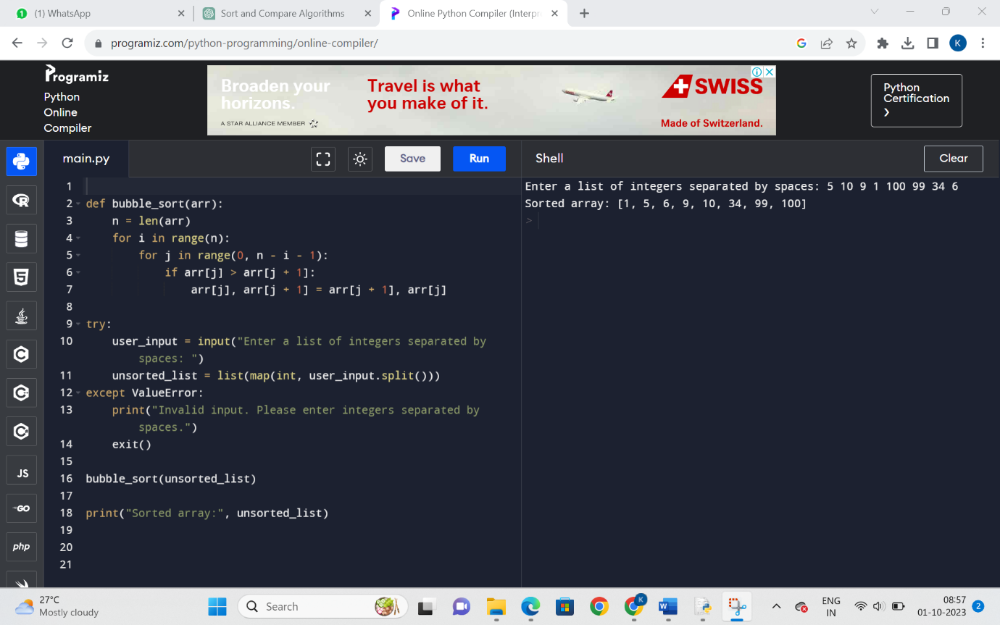 1
(1) WhatsApp
Sort and Compare Algorithms
Online Python Compiler (Interpr
programiz.com/python-programming/online-compiler/
K
Programiz
Python
Online
Compiler
Broaden your
horizons.
A STAR ALLIANCE MEMBER
Travel is what
you make of it.
SWISS
Made of Switzerland.
Python
Certification
main.py
Save
Run
Shell
Clear
1
2 def bubble_sort(arr):
3     n = len(arr)
4     for i in range(n):
5         for j in range(0, n - i - 1):
6             if arr[j] > arr[j + 1]:
7                 arr[j], arr[j + 1] = arr[j + 1], arr[j]
8
9 try:
10     user_input = input("Enter a list of integers separated by
        spaces: ")
11     unsorted_list = list(map(int, user_input.split()))
12 except ValueError:
13     print("Invalid input. Please enter integers separated by
        spaces.")
14     exit()
15
16 bubble_sort(unsorted_list)
17
18 print("Sorted array:", unsorted_list)
19
20
21
Enter a list of integers separated by spaces: 5 10 9 1 100 99 34 6
Sorted array: [1, 5, 6, 9, 10, 34, 99, 100]
>
R
5
C
C
C
JS
GO
php
27°C
Mostly cloudy
Search
K
W
ENG
IN
08:57
01-10-2023
2